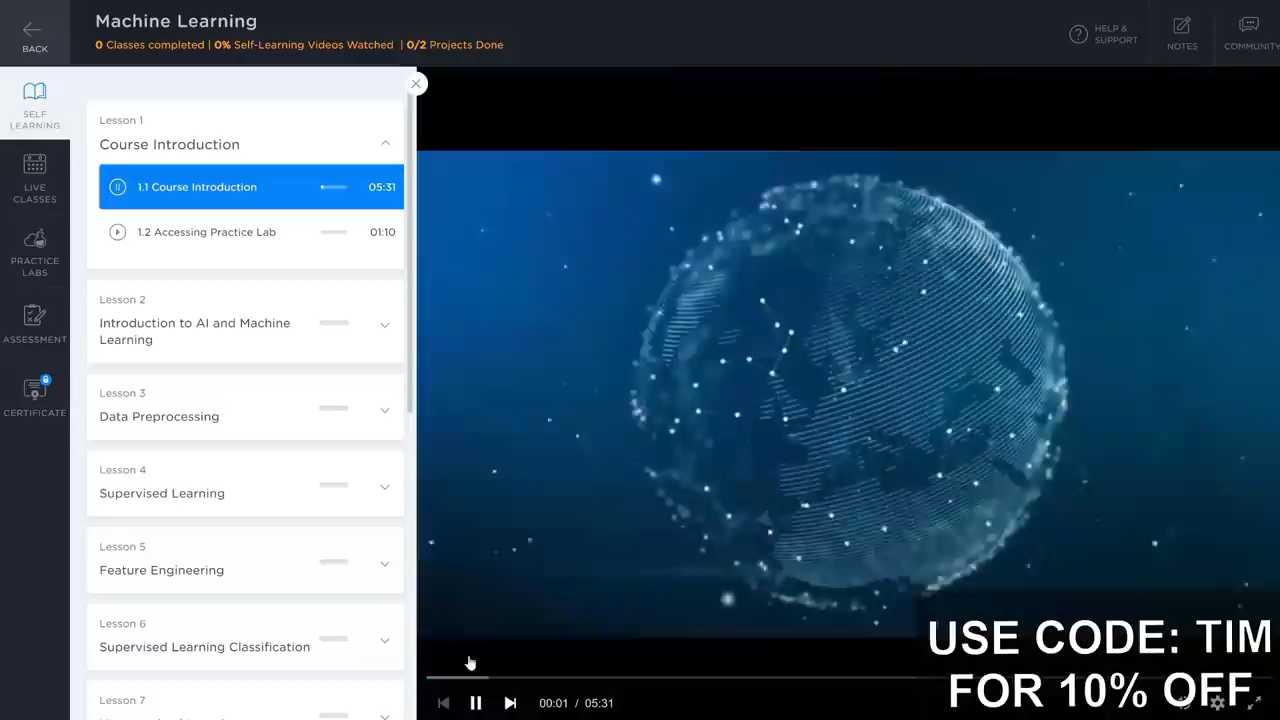 BACK
Machine Learning
0 Classes completed | 0% Self-Learning Videos Watched | 0/2 Projects Done
HELP &
SUPPORT
NOTES
COMMUNITY
SELF
LEARNING
LIVE
CLASSES
PRACTICE
LABS
ASSESSMENT
CERTIFICATE
Lesson 1
Course Introduction
1.1 Course Introduction 05:31
1.2 Accessing Practice Lab 01:10
Lesson 2
Introduction to AI and Machine
Learning
Lesson 3
Data Preprocessing
Lesson 4
Supervised Learning
Lesson 5
Feature Engineering
Lesson 6
Supervised Learning Classification
Lesson 7
00:01 / 05:31
USE CODE: TIM
FOR 10% OFF